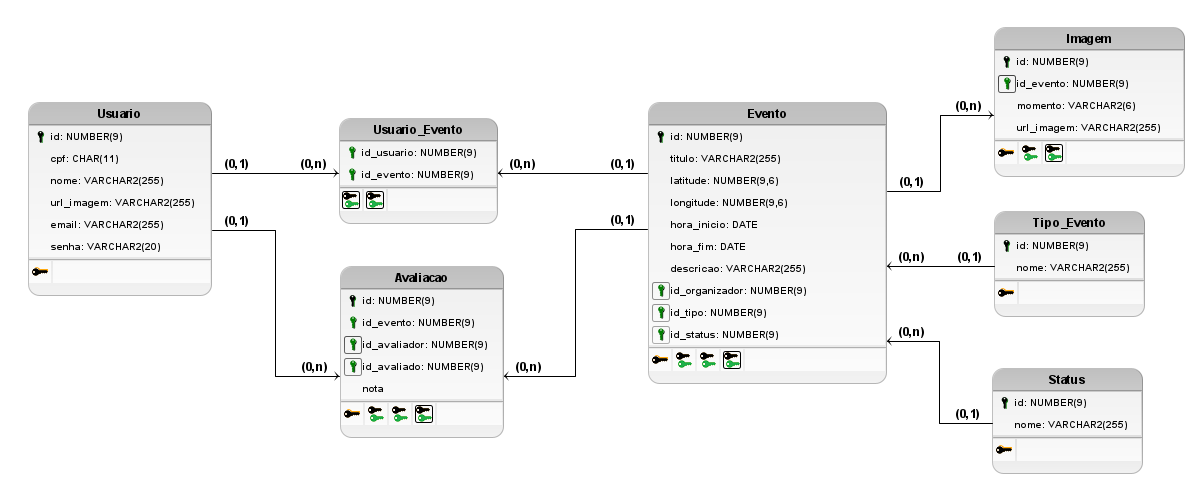 Usuario
id: NUMBER(9)
cpf: CHAR(11)
nome: VARCHAR2(255)
url_imagem: VARCHAR2(255)
email: VARCHAR2(255)
senha: VARCHAR2(20)
(0,1)
(0,n)
(0,1)
(0,n)
Usuario_Evento
id_usuario: NUMBER(9)
id_evento: NUMBER(9)
(0,n)
(0,1)
Avaliacao
id: NUMBER(9)
id_evento: NUMBER(9)
id_avaliador: NUMBER(9)
id_avaliado: NUMBER(9)
nota
(0,n)
(0,1)
Evento
id: NUMBER(9)
titulo: VARCHAR2(255)
latitude: NUMBER(9,6)
longitude: NUMBER(9,6)
hora_inicio: DATE
hora_fim: DATE
descricao: VARCHAR2(255)
id_organizador: NUMBER(9)
id_tipo: NUMBER(9)
id_status: NUMBER(9)
(0,1)
(0,n)
Imagem
id: NUMBER(9)
id_evento: NUMBER(9)
momento: VARCHAR2(6)
url_imagem: VARCHAR2(255)
(0,n)
(0,1)
Tipo_Evento
id: NUMBER(9)
nome: VARCHAR2(255)
(0,n)
(0,1)
Status
id: NUMBER(9)
nome: VARCHAR2(255)